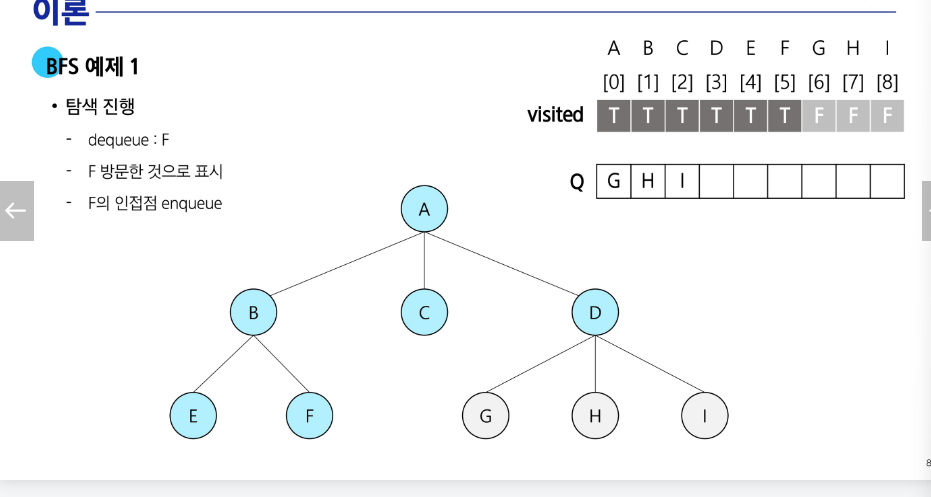 이론
BFS 예제 1
• 탐색 진행
- dequeue : F
- F 방문한 것으로 표시
- F의 인접점 enqueue
A B C D E F G H I
[0] [1] [2] [3] [4] [5] [6] [7] [8]
visited T T T T T T F F F
Q G H I
A
B C D
E F G H I
8